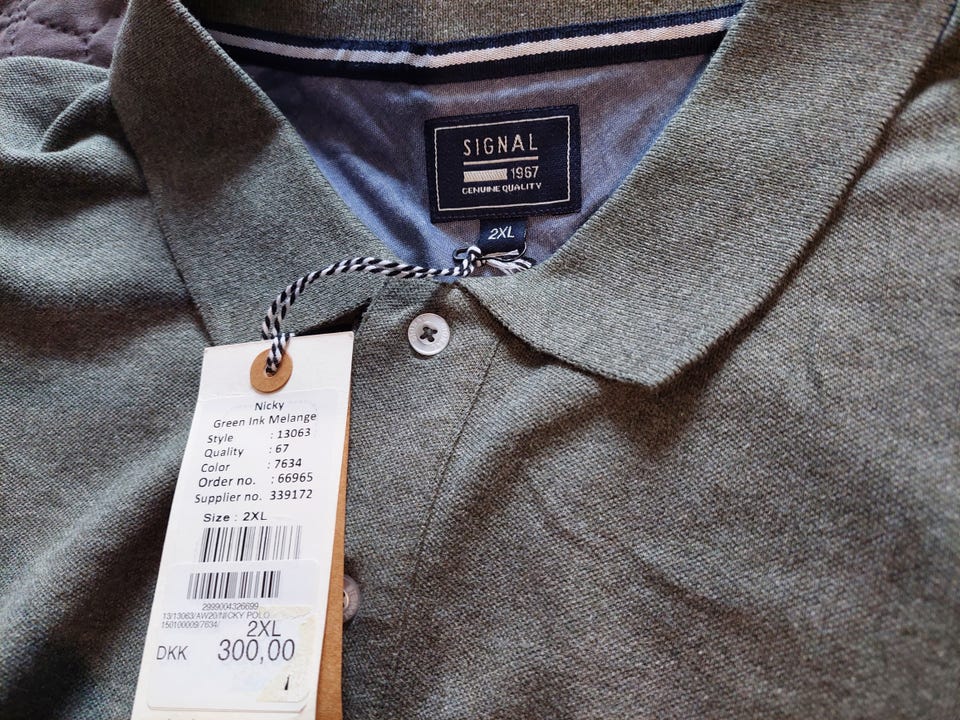 SIGNAL
1967
GENUINE QUALITY
2XL
Nicky
Green Ink Melange
Style : 13063
Quality : 67
Color : 7634
Order no. : 66965
Supplier no. 339172
Size : 2XL
2999004326699
13/13063/AW20/NICKY POLO
150100009/7634/
2XL
DKK 300,00